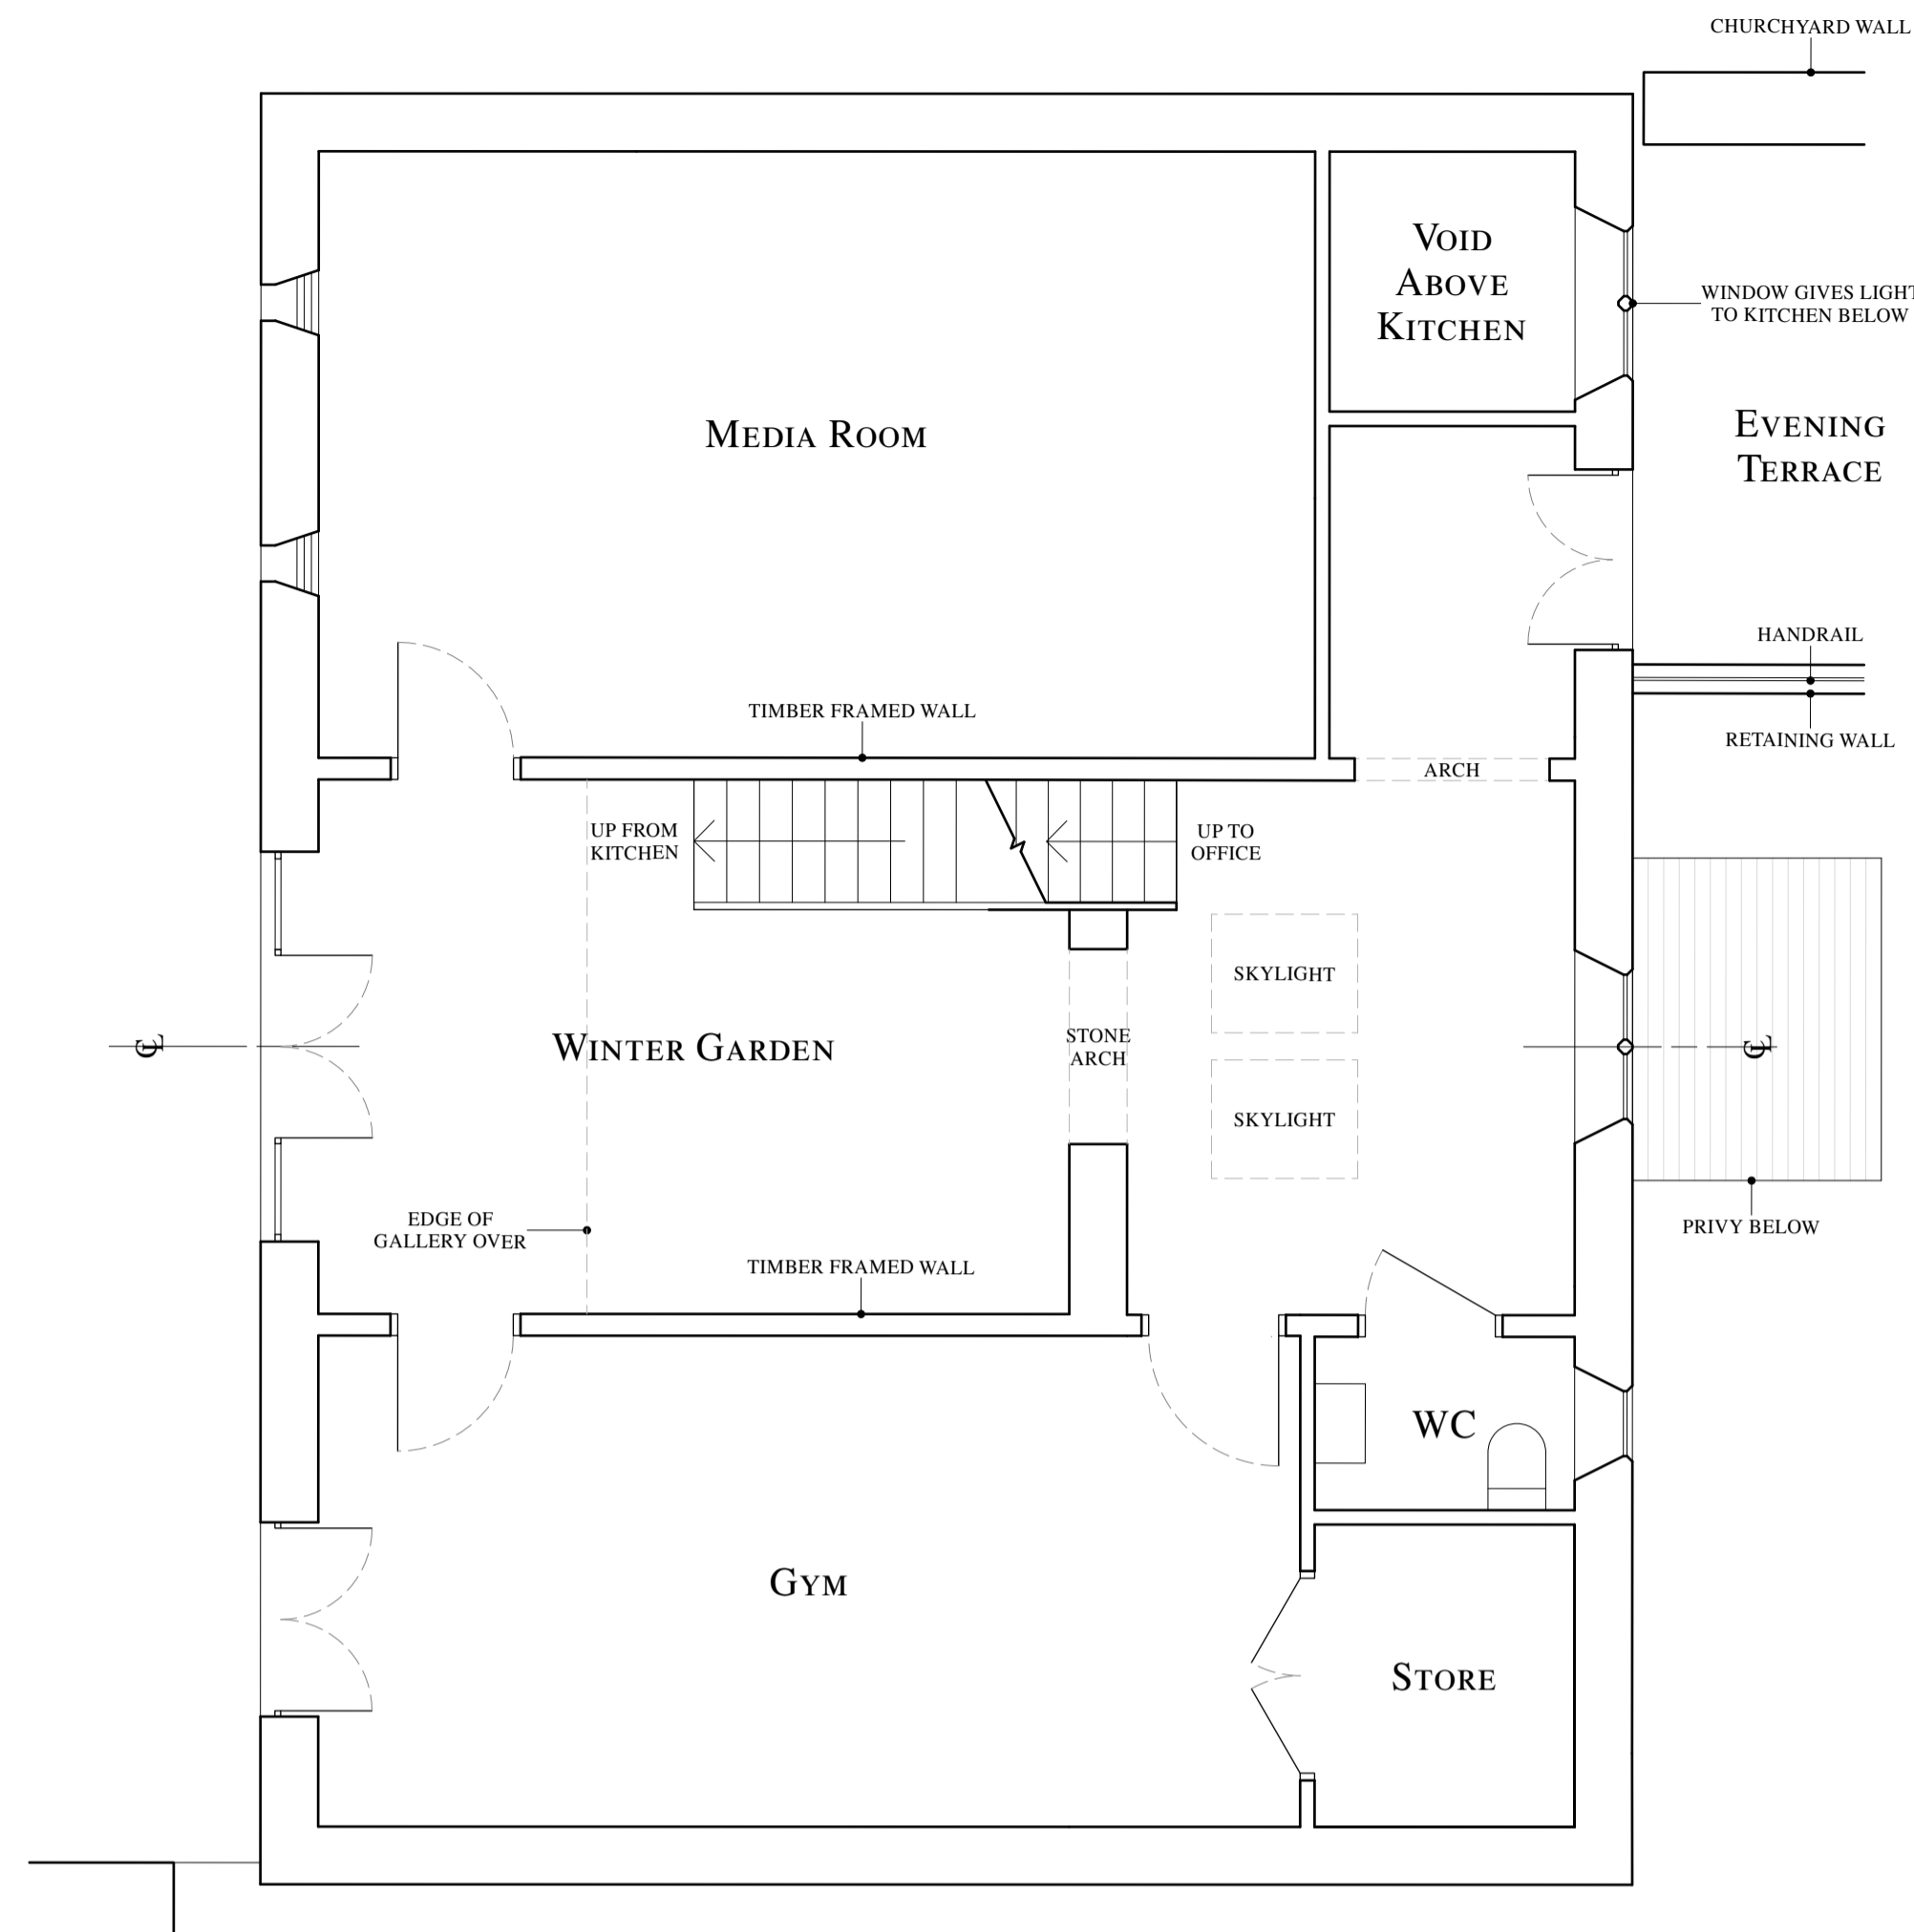 CHURCHYARD WALL
VOID
ABOVE
KITCHEN
WINDOW GIVES LIGHT
TO KITCHEN BELOW
MEDIA ROOM
EVENING
TERRACE
HANDRAIL
TIMBER FRAMED WALL
RETAINING WALL
ARCH
UP FROM
KITCHEN
UP TO
OFFICE
SKYLIGHT
STONE
ARCH
WINTER GARDEN
CL
CL
SKYLIGHT
EDGE OF
GALLERY OVER
PRIVY BELOW
TIMBER FRAMED WALL
WC
GYM
STORE